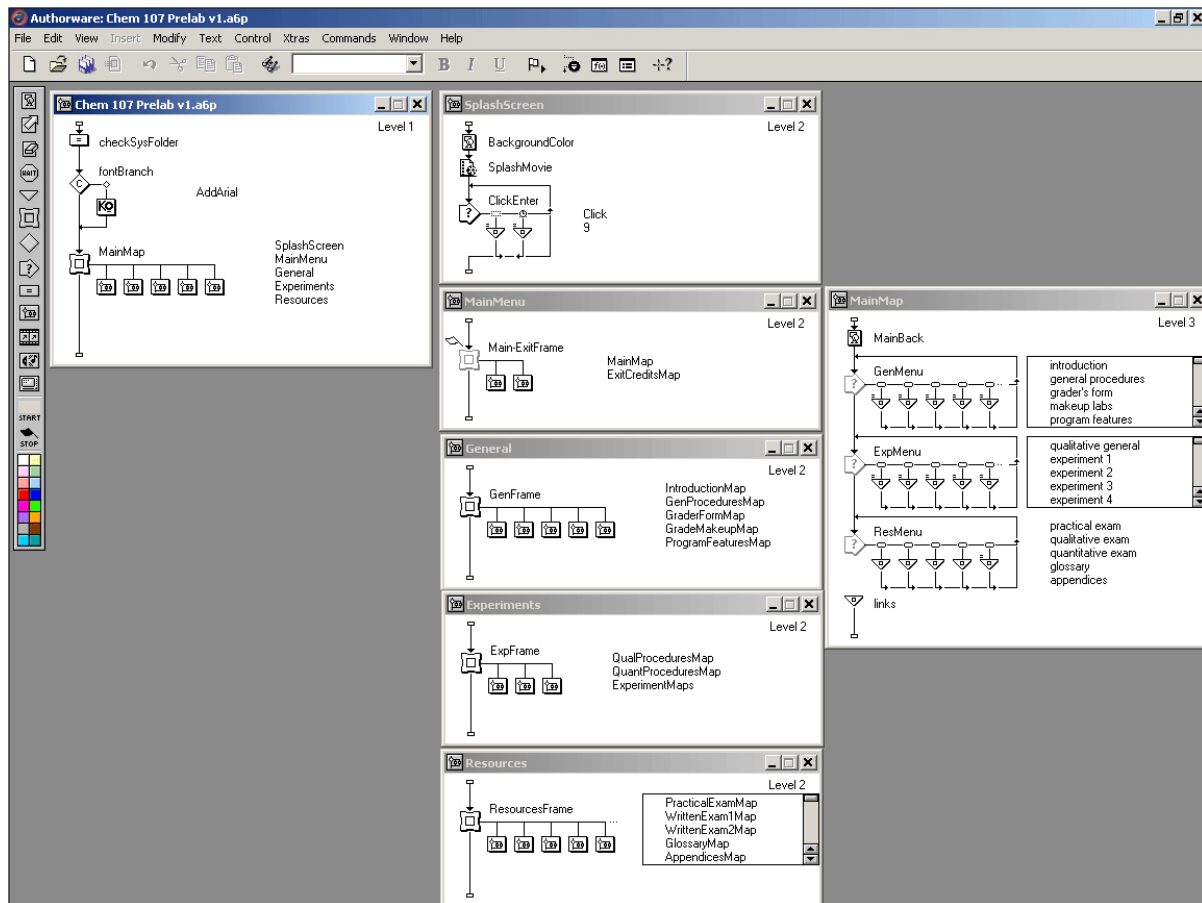 Authorware: Chem 107 Prelab v1.a6p
File Edit View Insert Modify Text Control Xtras Commands Window Help
B I U
WAIT
START
STOP
Chem 107 Prelab v1.a6p
Level 1
checkSysFolder
fontBranch
C
AddArial
KO
MainMap
SplashScreen
MainMenu
General
Experiments
Resources
SplashScreen
Level 2
BackgroundColor
SplashMovie
ClickEnter
?
Click
9
MainMenu
Level 2
Main-ExitFrame
MainMap
ExitCreditsMap
General
Level 2
GenFrame
IntroductionMap
GenProceduresMap
GraderFormMap
GradeMakeupMap
ProgramFeaturesMap
Experiments
Level 2
ExpFrame
QualProceduresMap
QuantProceduresMap
ExperimentMaps
Resources
Level 2
ResourcesFrame
...
PracticalExamMap
WrittenExam1Map
WrittenExam2Map
GlossaryMap
AppendicesMap
MainMap
Level 3
MainBack
GenMenu
?
...
introduction
general procedures
grader's form
makeup labs
program features
ExpMenu
?
...
qualitative general
experiment 1
experiment 2
experiment 3
experiment 4
ResMenu
?
practical exam
qualitative exam
quantitative exam
glossary
appendices
links